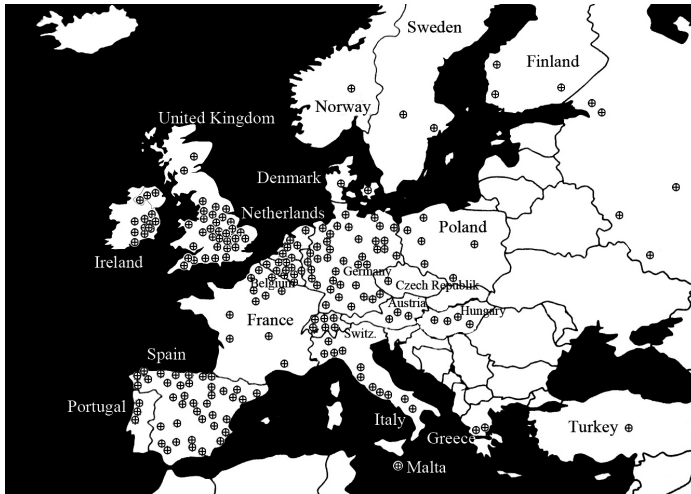 Sweden
Finland
Norway
United Kingdom
Denmark
Netherlands
Poland
Ireland
Germany
Belgium
Czech Republik
Austria
Hungary
France
Switz.
Spain
Portugal
Italy
Greece
Turkey
Malta